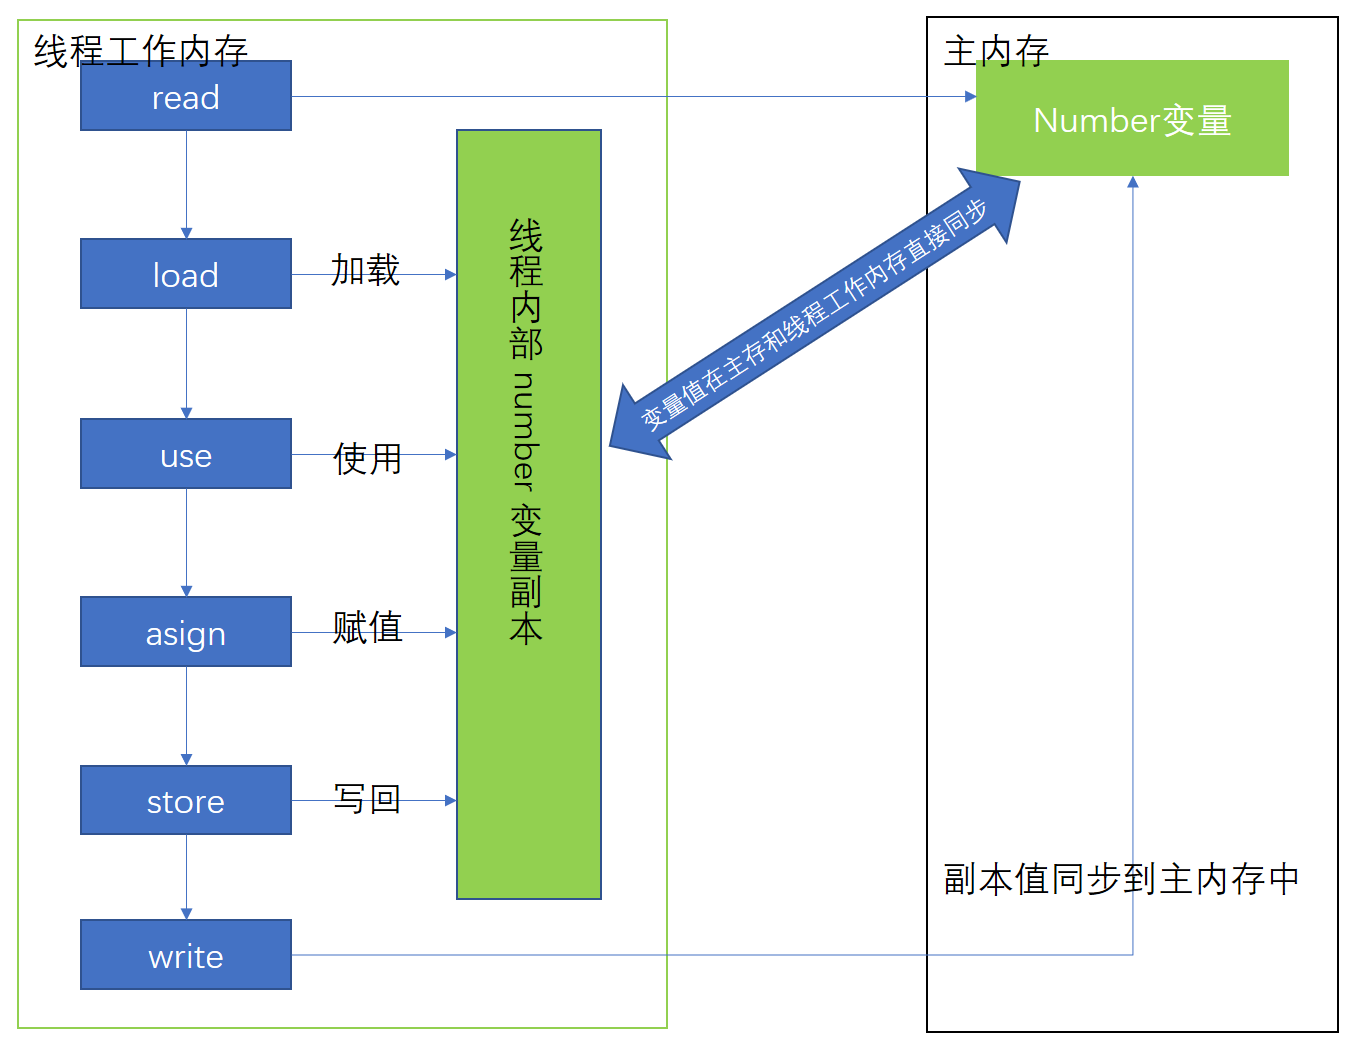 线程工作内存
主内存
read
Number变量
load
加载
线程内部 number 变量副本
变量值在主存和线程工作内存直接同步
use
使用
asign
赋值
store
写回
副本值同步到主内存中
write